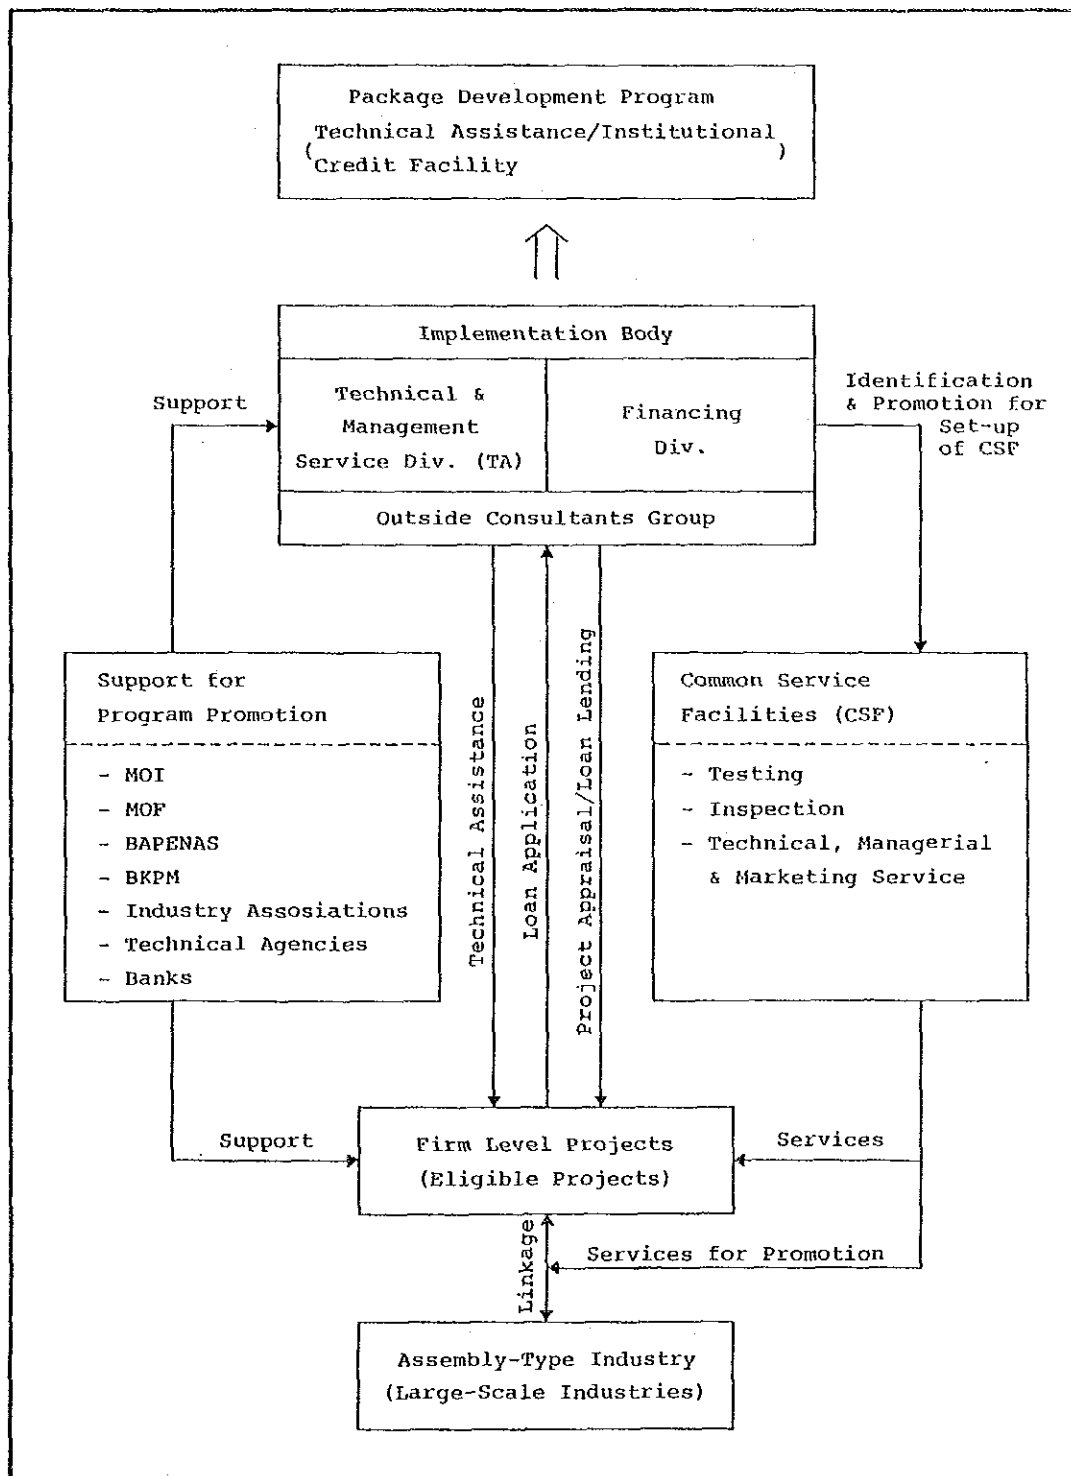 Package Development Program
(Technical Assistance/Institutional)
Credit Facility
Implementation Body
Technical &
Management
Service Div. (TA)
Financing
Div.
Outside Consultants Group
Support
Identification
& Promotion for
Set-up
of CSF
Support for
Program Promotion
- MOI
- MOF
- BAPENAS
- BKPM
- Industry Assosiations
- Technical Agencies
- Banks
Technical Assistance
Loan Application
Project Appraisal/Loan Lending
Common Service
Facilities (CSF)
- Testing
- Inspection
- Technical, Managerial
& Marketing Service
Support
Firm Level Projects
(Eligible Projects)
Services
Linkage
Services for Promotion
Assembly-Type Industry
(Large-Scale Industries)